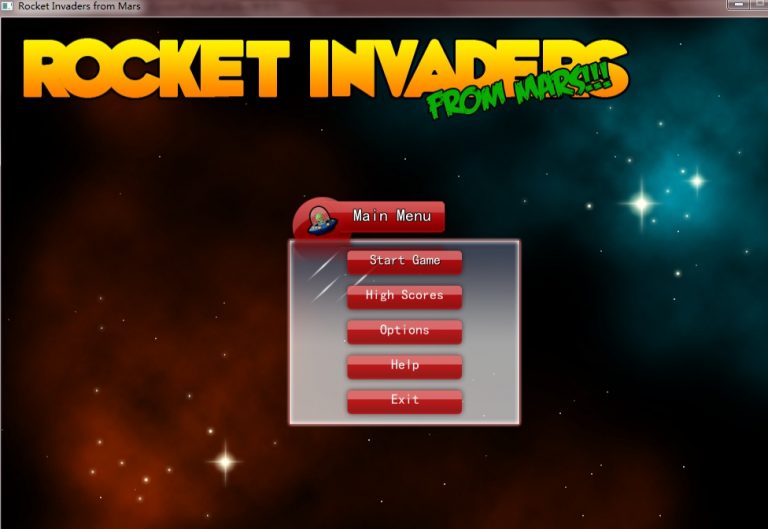 Rocket Invaders from Mars
ROCKET INVADERS
FROM MARS!!!
Main Menu
Start Game
High Scores
Options
Help
Exit